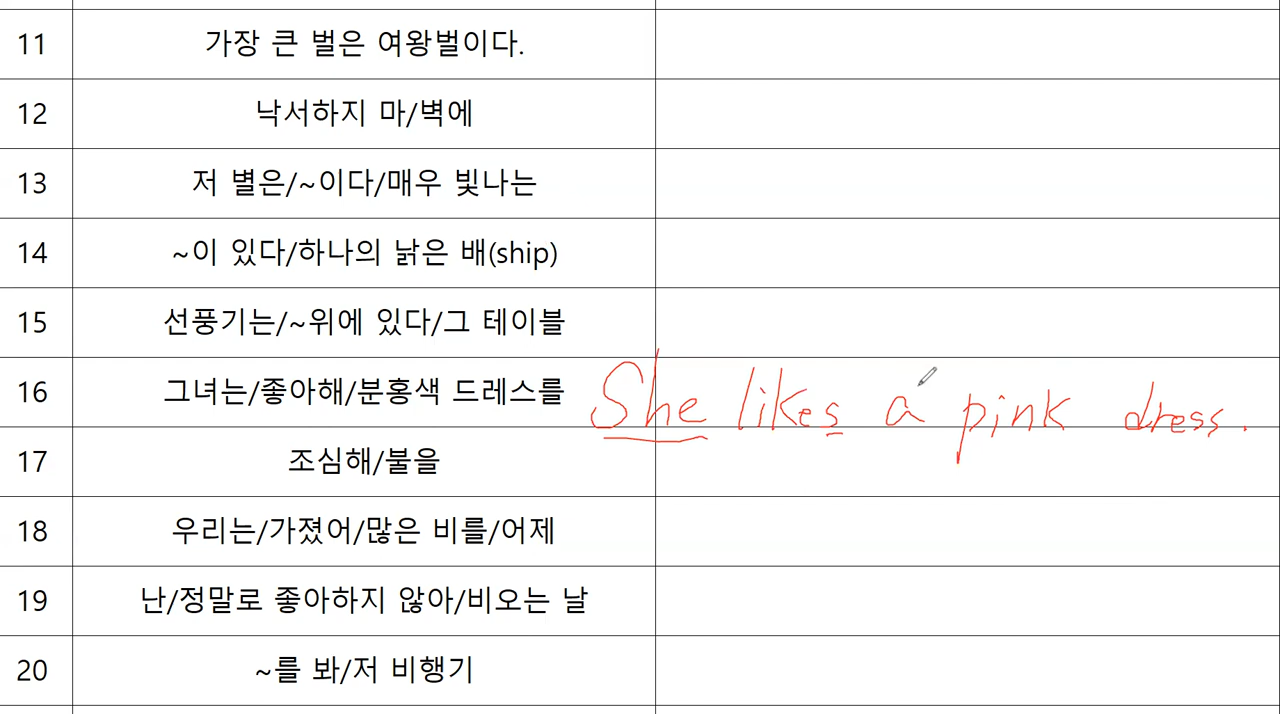 11 가장 큰 벌은 여왕벌이다.
12 낙서하지 마/벽에
13 저 별은/~이다/매우 빛나는
14 ~이 있다/하나의 낡은 배(ship)
15 선풍기는/~위에 있다/그 테이블
16 그녀는/좋아해/분홍색 드레스를 She likes a pink dress.
17 조심해/불을
18 우리는/가졌어/많은 비를/어제
19 난/정말로 좋아하지 않아/비오는 날
20 ~를 봐/저 비행기